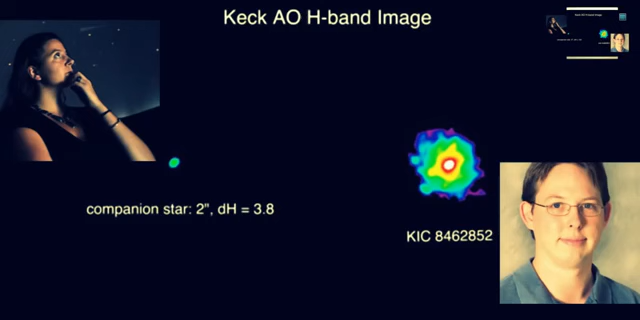 Keck AO H-band Image
companion star: 2", dH = 3.8
KIC 8462852